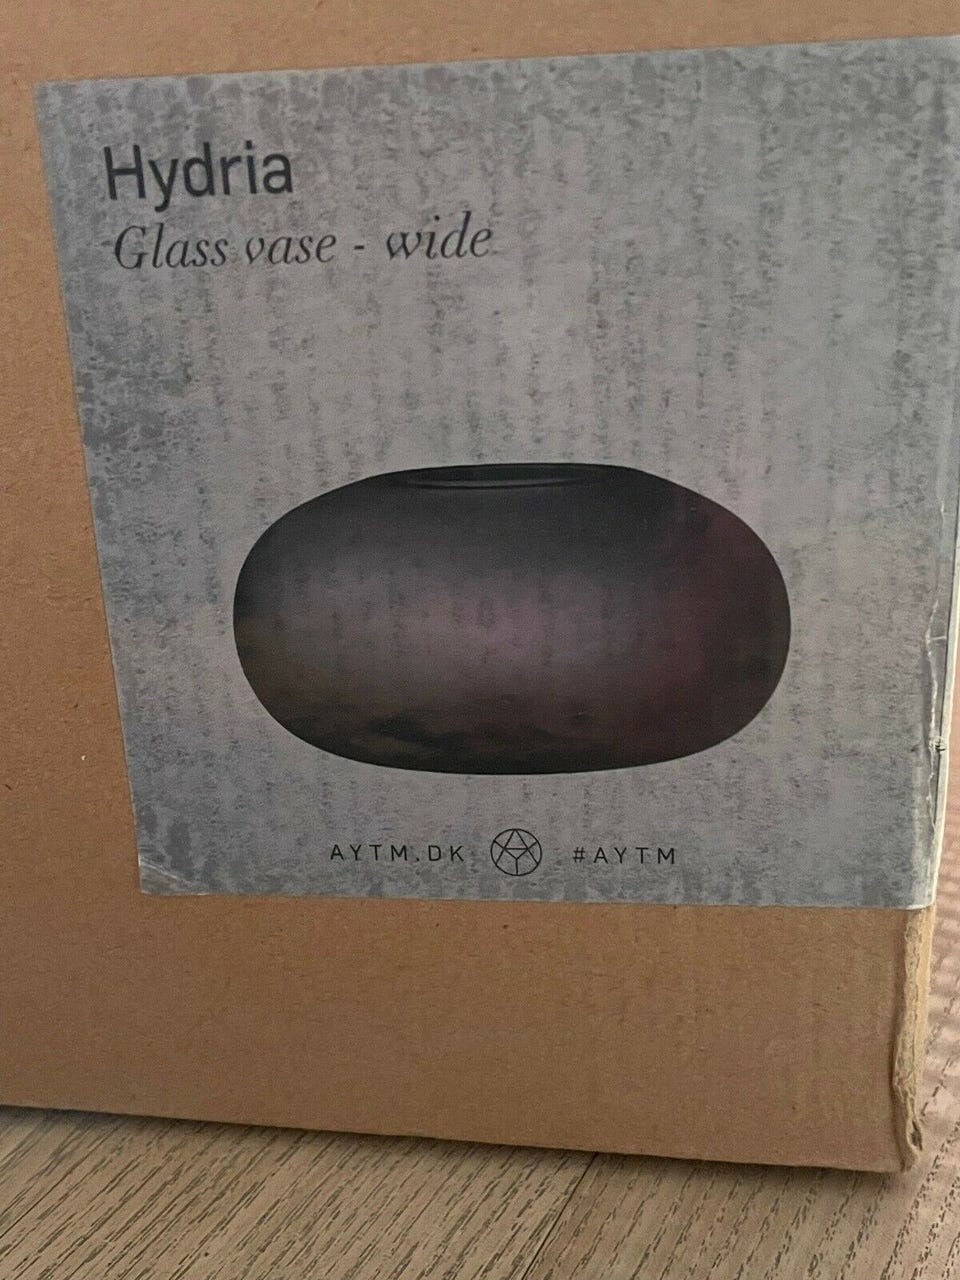 Hydria
Glass vase - wide
AYTM.DK #AYTM